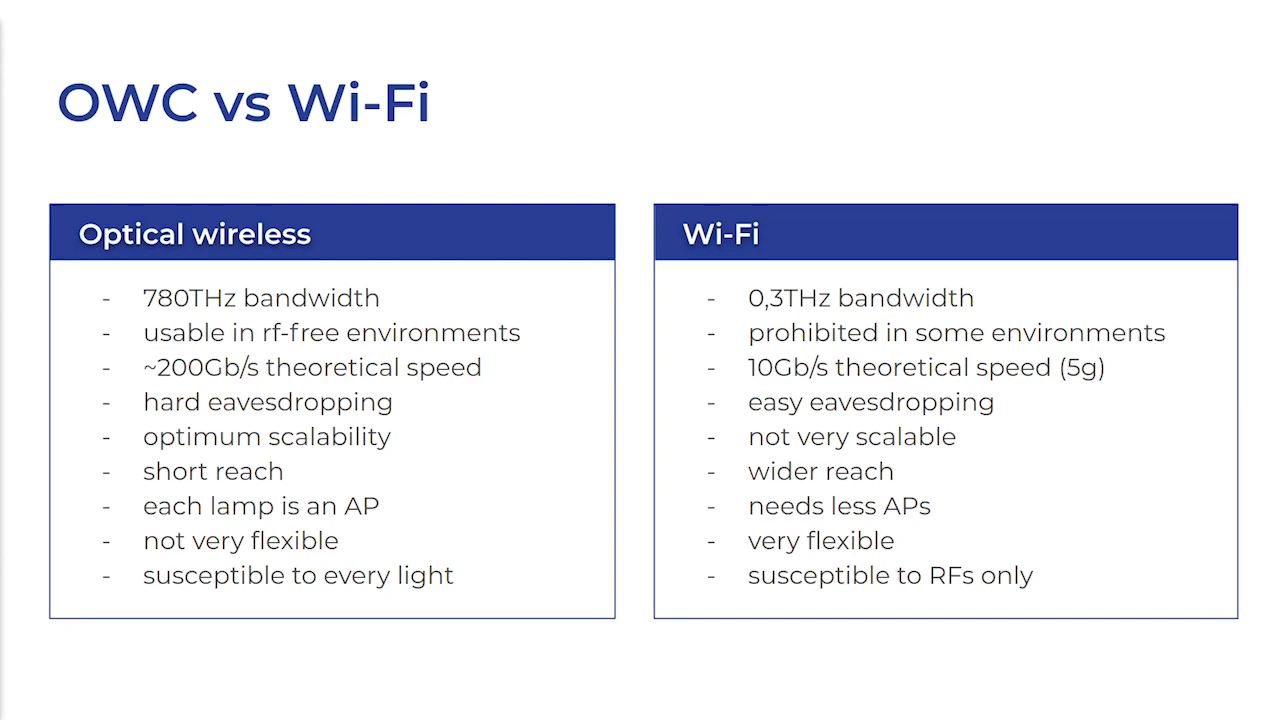 OWC vs Wi-Fi
Optical wireless
- 780THz bandwidth
- usable in rf-free environments
- ~200Gb/s theoretical speed
- hard eavesdropping
- optimum scalability
- short reach
- each lamp is an AP
- not very flexible
- susceptible to every light
Wi-Fi
- 0,3THz bandwidth
- prohibited in some environments
- 10Gb/s theoretical speed (5g)
- easy eavesdropping
- not very scalable
- wider reach
- needs less APs
- very flexible
- susceptible to RFs only